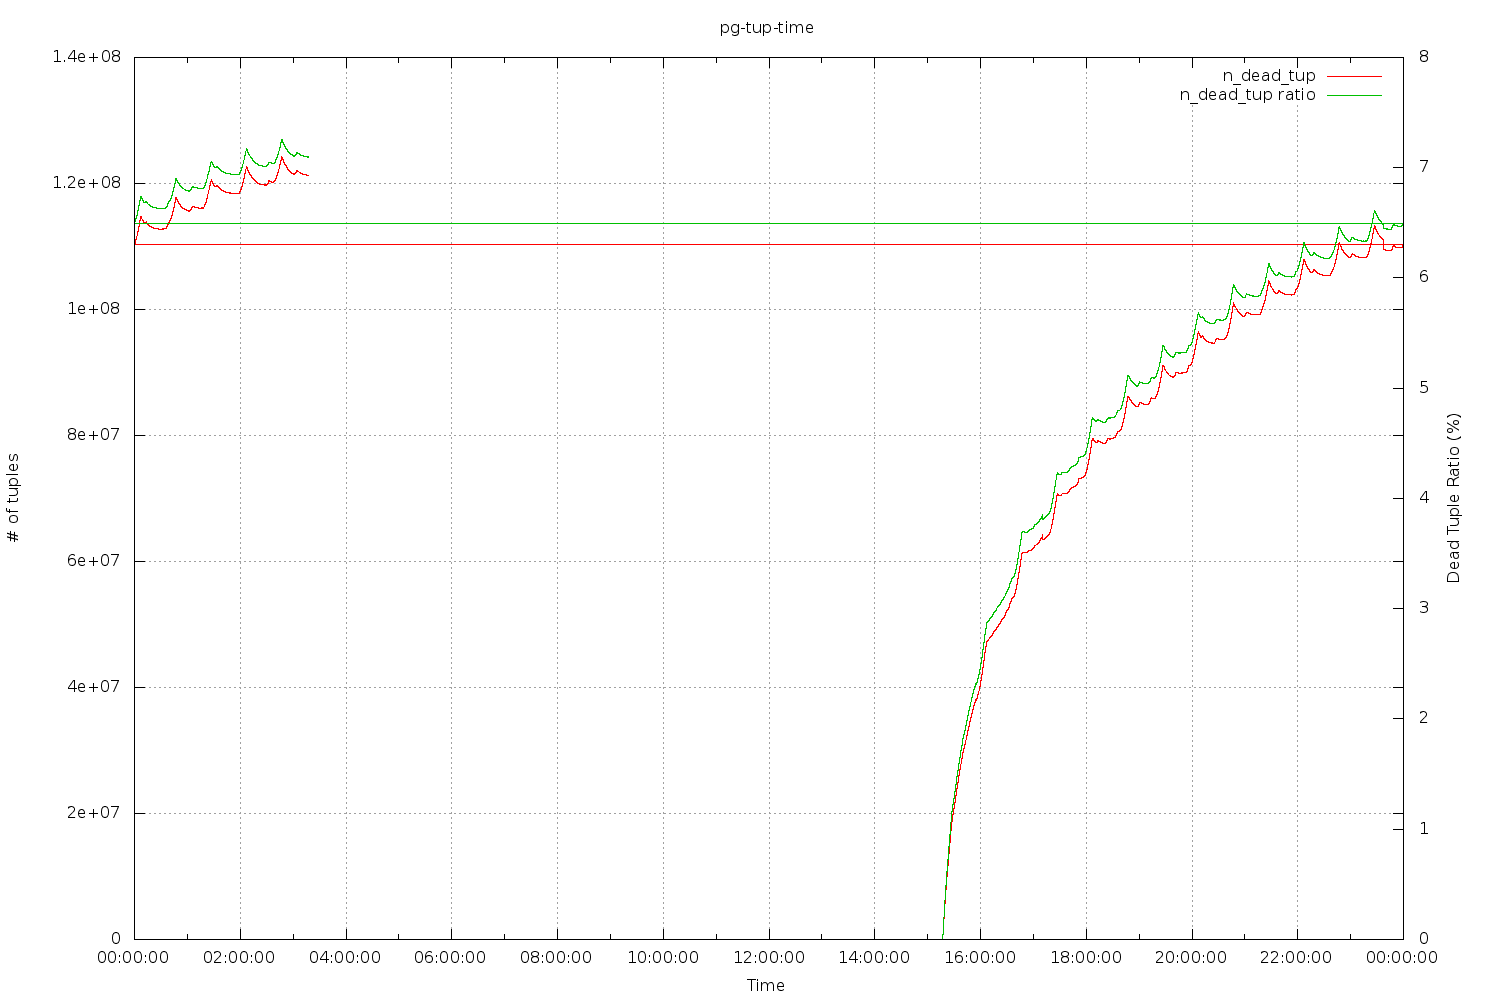 pg-tup-time
n_dead_tup
n_dead_tup ratio
1.4e+08
1.2e+08
1e+08
8e+07
6e+07
4e+07
2e+07
0
# of tuples
8
7
6
5
4
3
2
1
0
Dead Tuple Ratio (%)
00:00:00 02:00:00 04:00:00 06:00:00 08:00:00 10:00:00 12:00:00 14:00:00 16:00:00 18:00:00 20:00:00 22:00:00 00:00:00
Time